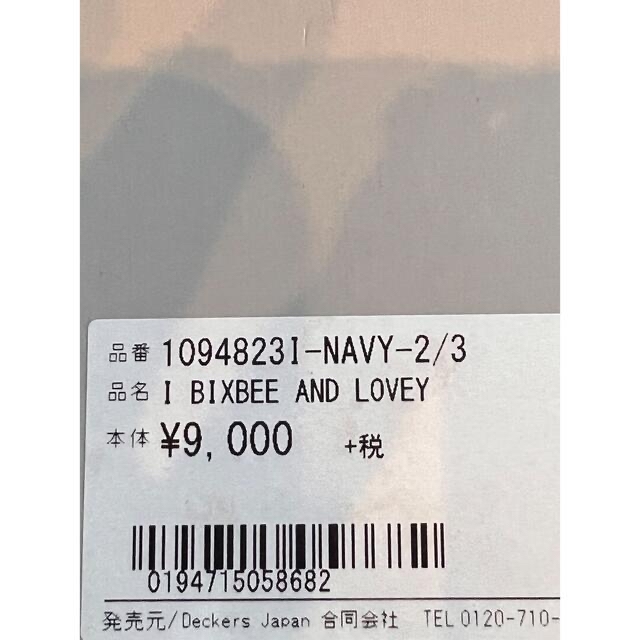 品番 1094823I-NAVY-2/3
品名 I BIXBEE AND LOVEY
本体 ¥9,000 +税
0194715058682
発売元/Deckers Japan 合同会社 TEL 0120-710-